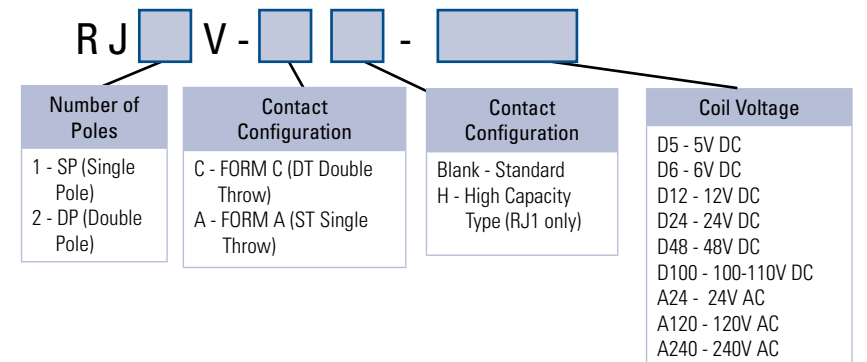 R J V - -
Number of
Poles
1 - SP (Single
Pole)
2 - DP (Double
Pole)
Contact
Configuration
C - FORM C (DT Double
Throw)
A - FORM A (ST Single
Throw)
Contact
Configuration
Blank - Standard
H - High Capacity
Type (RJ1 only)
Coil Voltage
D5 - 5V DC
D6 - 6V DC
D12 - 12V DC
D24 - 24V DC
D48 - 48V DC
D100 - 100-110V DC
A24 - 24V AC
A120 - 120V AC
A240 - 240V AC